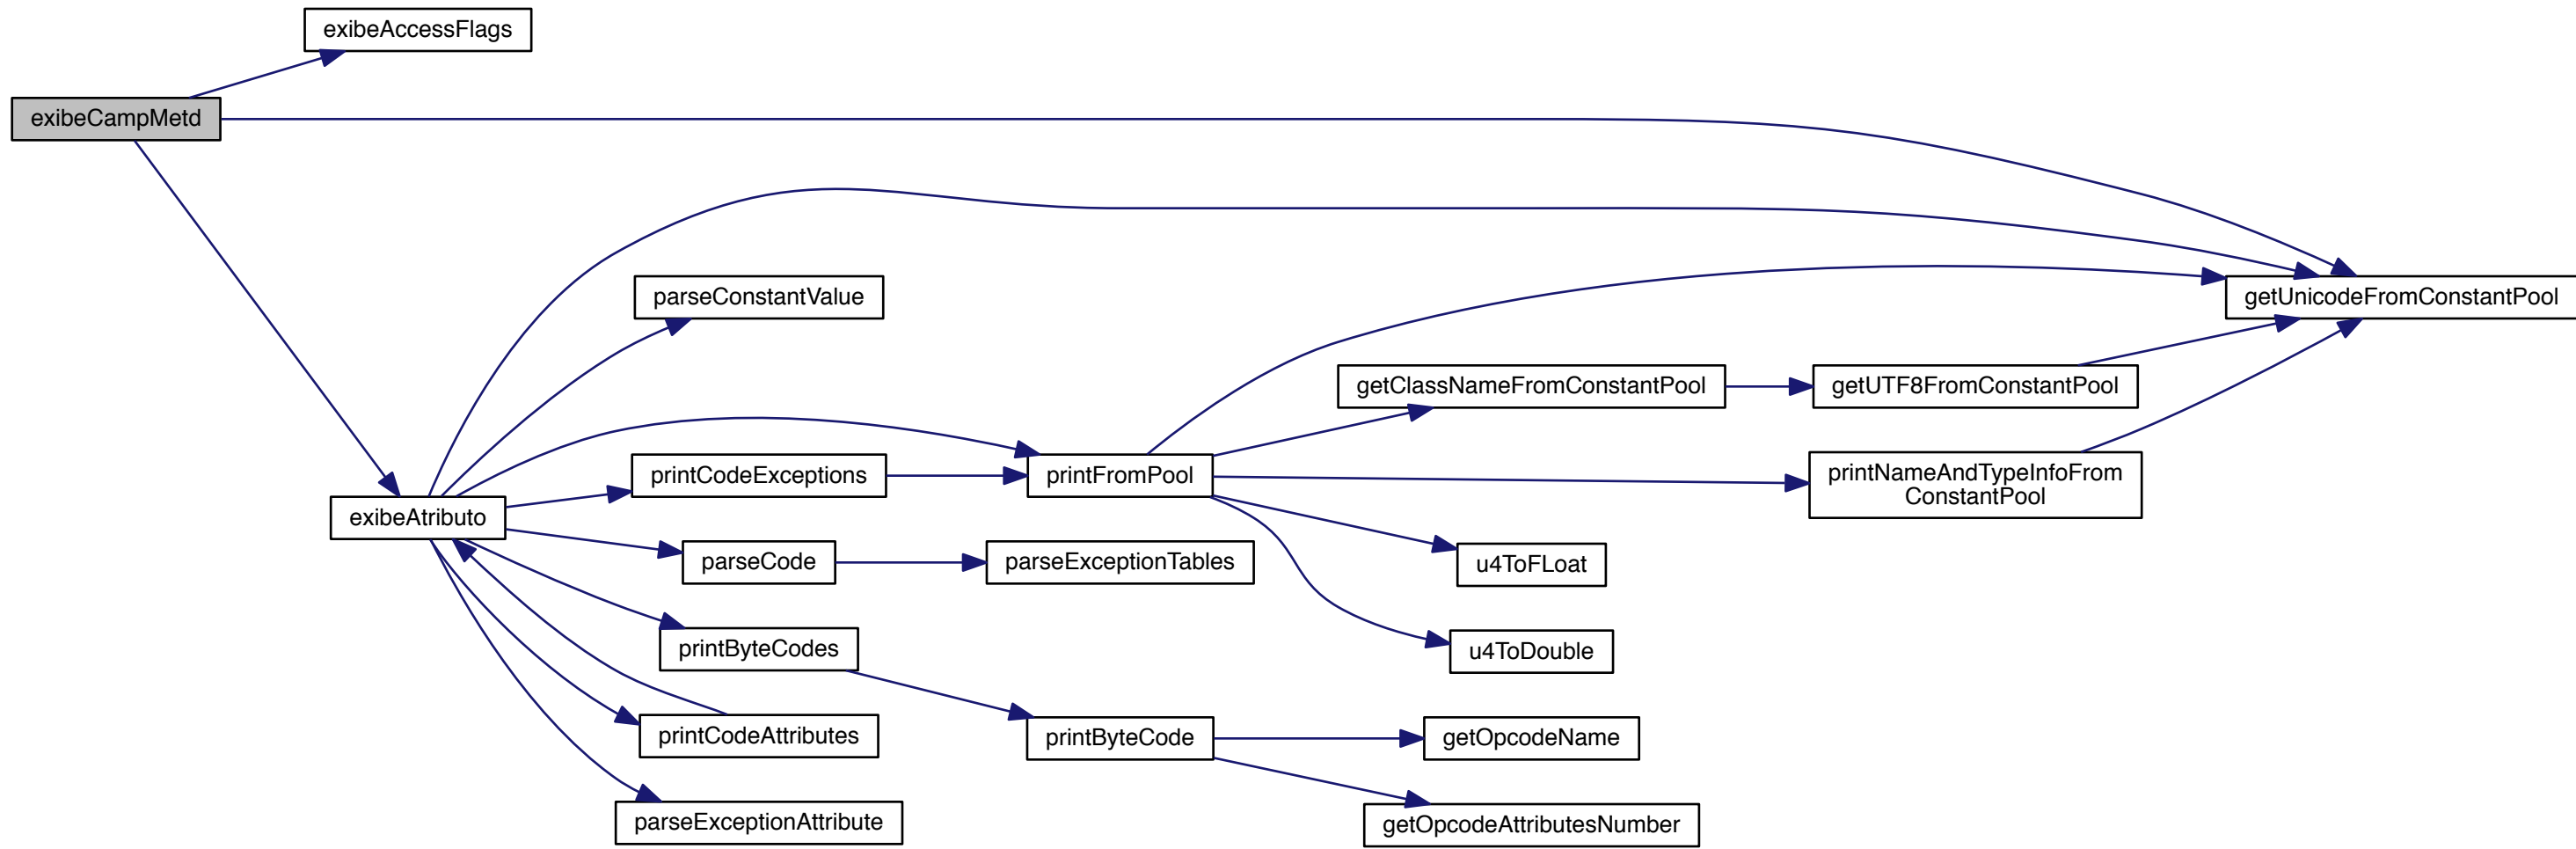 exibeAccessFlags
exibeCampMetd
parseConstantValue
getUnicodeFromConstantPool
getClassNameFromConstantPool
getUTF8FromConstantPool
printCodeExceptions
printFromPool
printNameAndTypeInfoFrom
ConstantPool
exibeAtributo
parseCode
parseExceptionTables
u4ToFLoat
printByteCodes
u4ToDouble
printCodeAttributes
printByteCode
getOpcodeName
parseExceptionAttribute
getOpcodeAttributesNumber